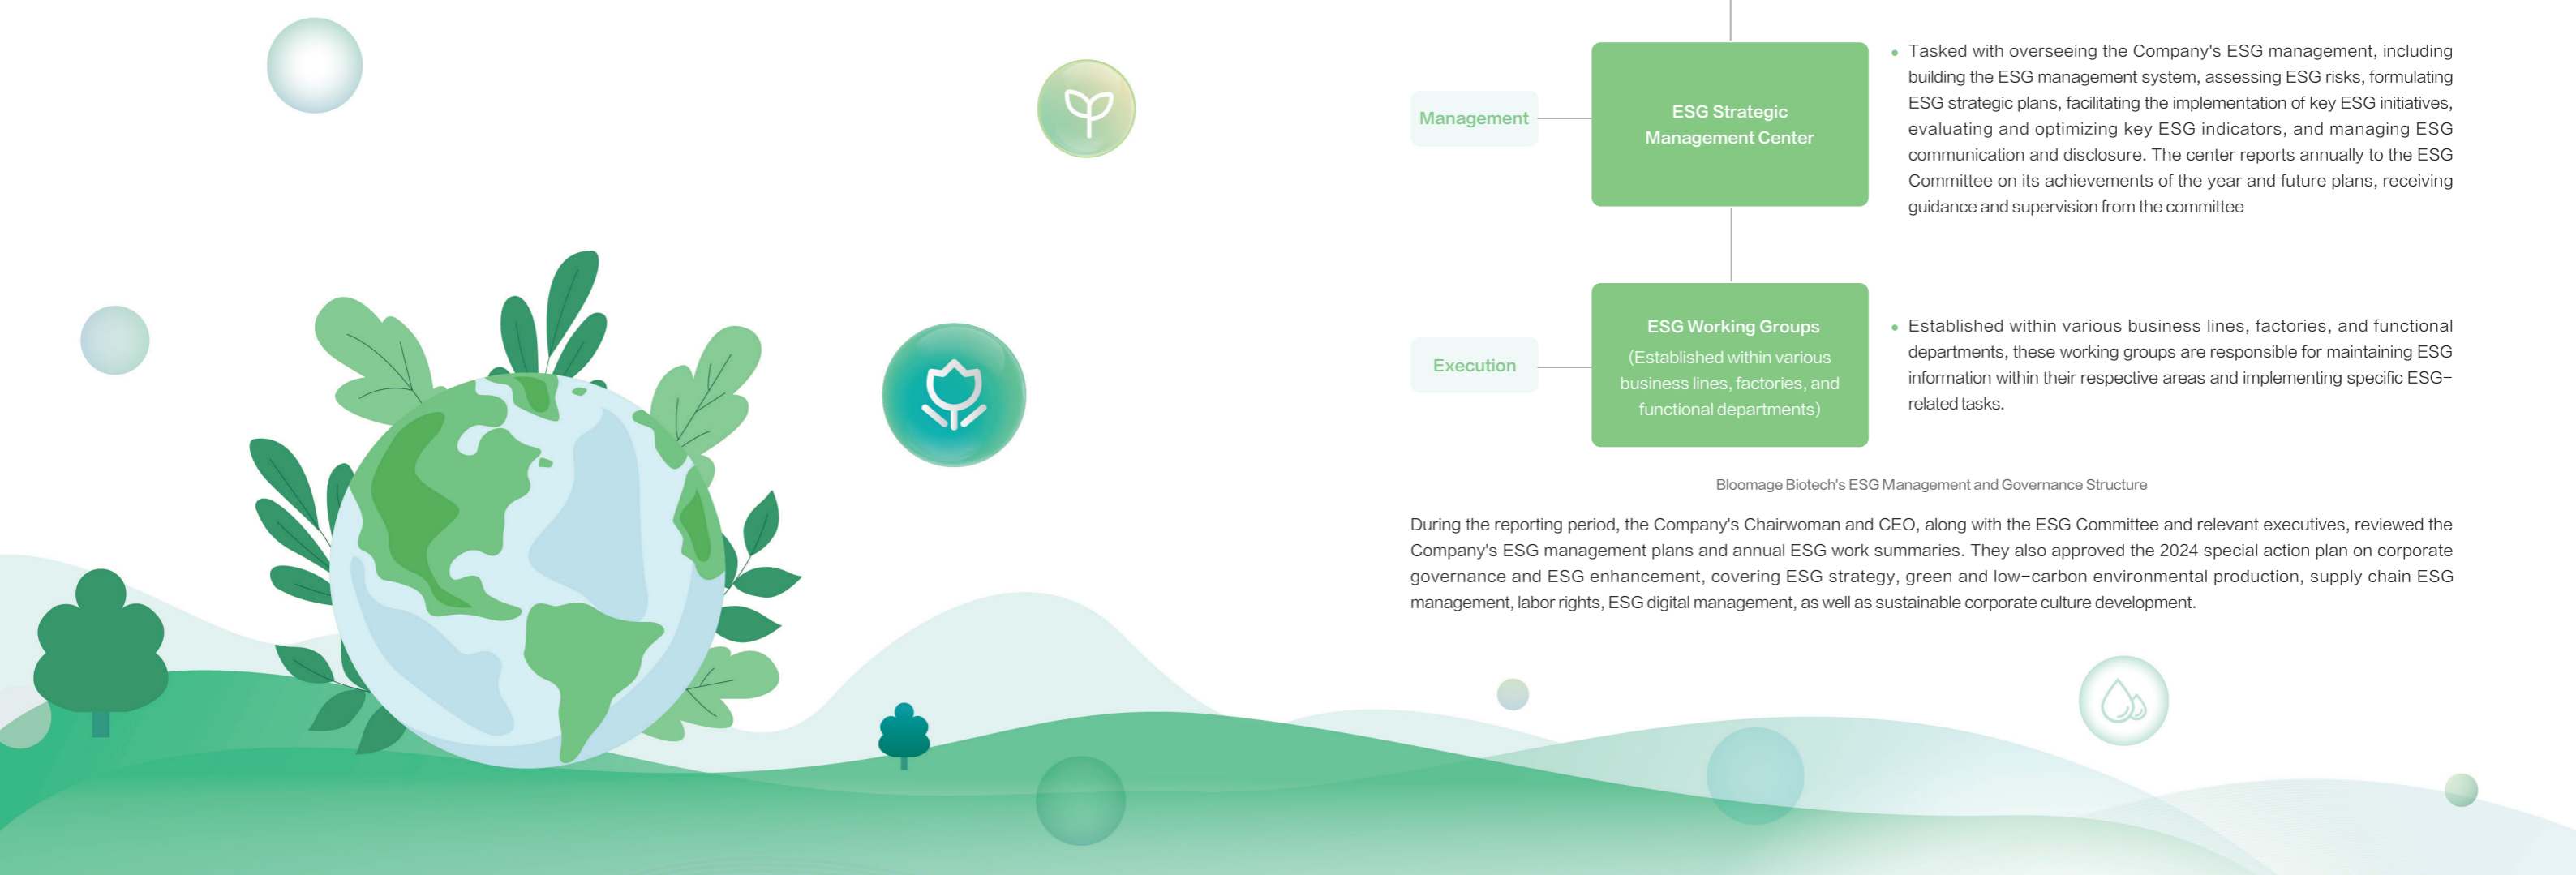 Management
ESG Strategic
Management Center
• Tasked with overseeing the Company's ESG management, including
building the ESG management system, assessing ESG risks, formulating
ESG strategic plans, facilitating the implementation of key ESG initiatives,
evaluating and optimizing key ESG indicators, and managing ESG
communication and disclosure. The center reports annually to the ESG
Committee on its achievements of the year and future plans, receiving
guidance and supervision from the committee
Execution
ESG Working Groups
(Established within various
business lines, factories, and
functional departments)
• Established within various business lines, factories, and functional
departments, these working groups are responsible for maintaining ESG
information within their respective areas and implementing specific ESG-
related tasks.
Bloomage Biotech's ESG Management and Governance Structure
During the reporting period, the Company's Chairwoman and CEO, along with the ESG Committee and relevant executives, reviewed the
Company's ESG management plans and annual ESG work summaries. They also approved the 2024 special action plan on corporate
governance and ESG enhancement, covering ESG strategy, green and low-carbon environmental production, supply chain ESG
management, labor rights, ESG digital management, as well as sustainable corporate culture development.